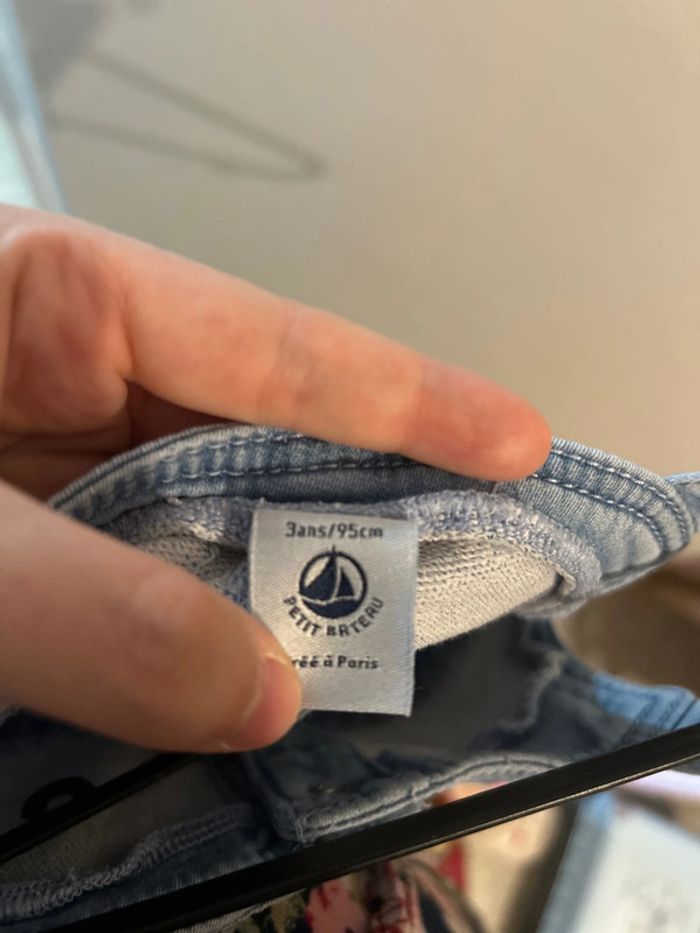 3ans/95cm
PETIT BATEAU
réé à Paris